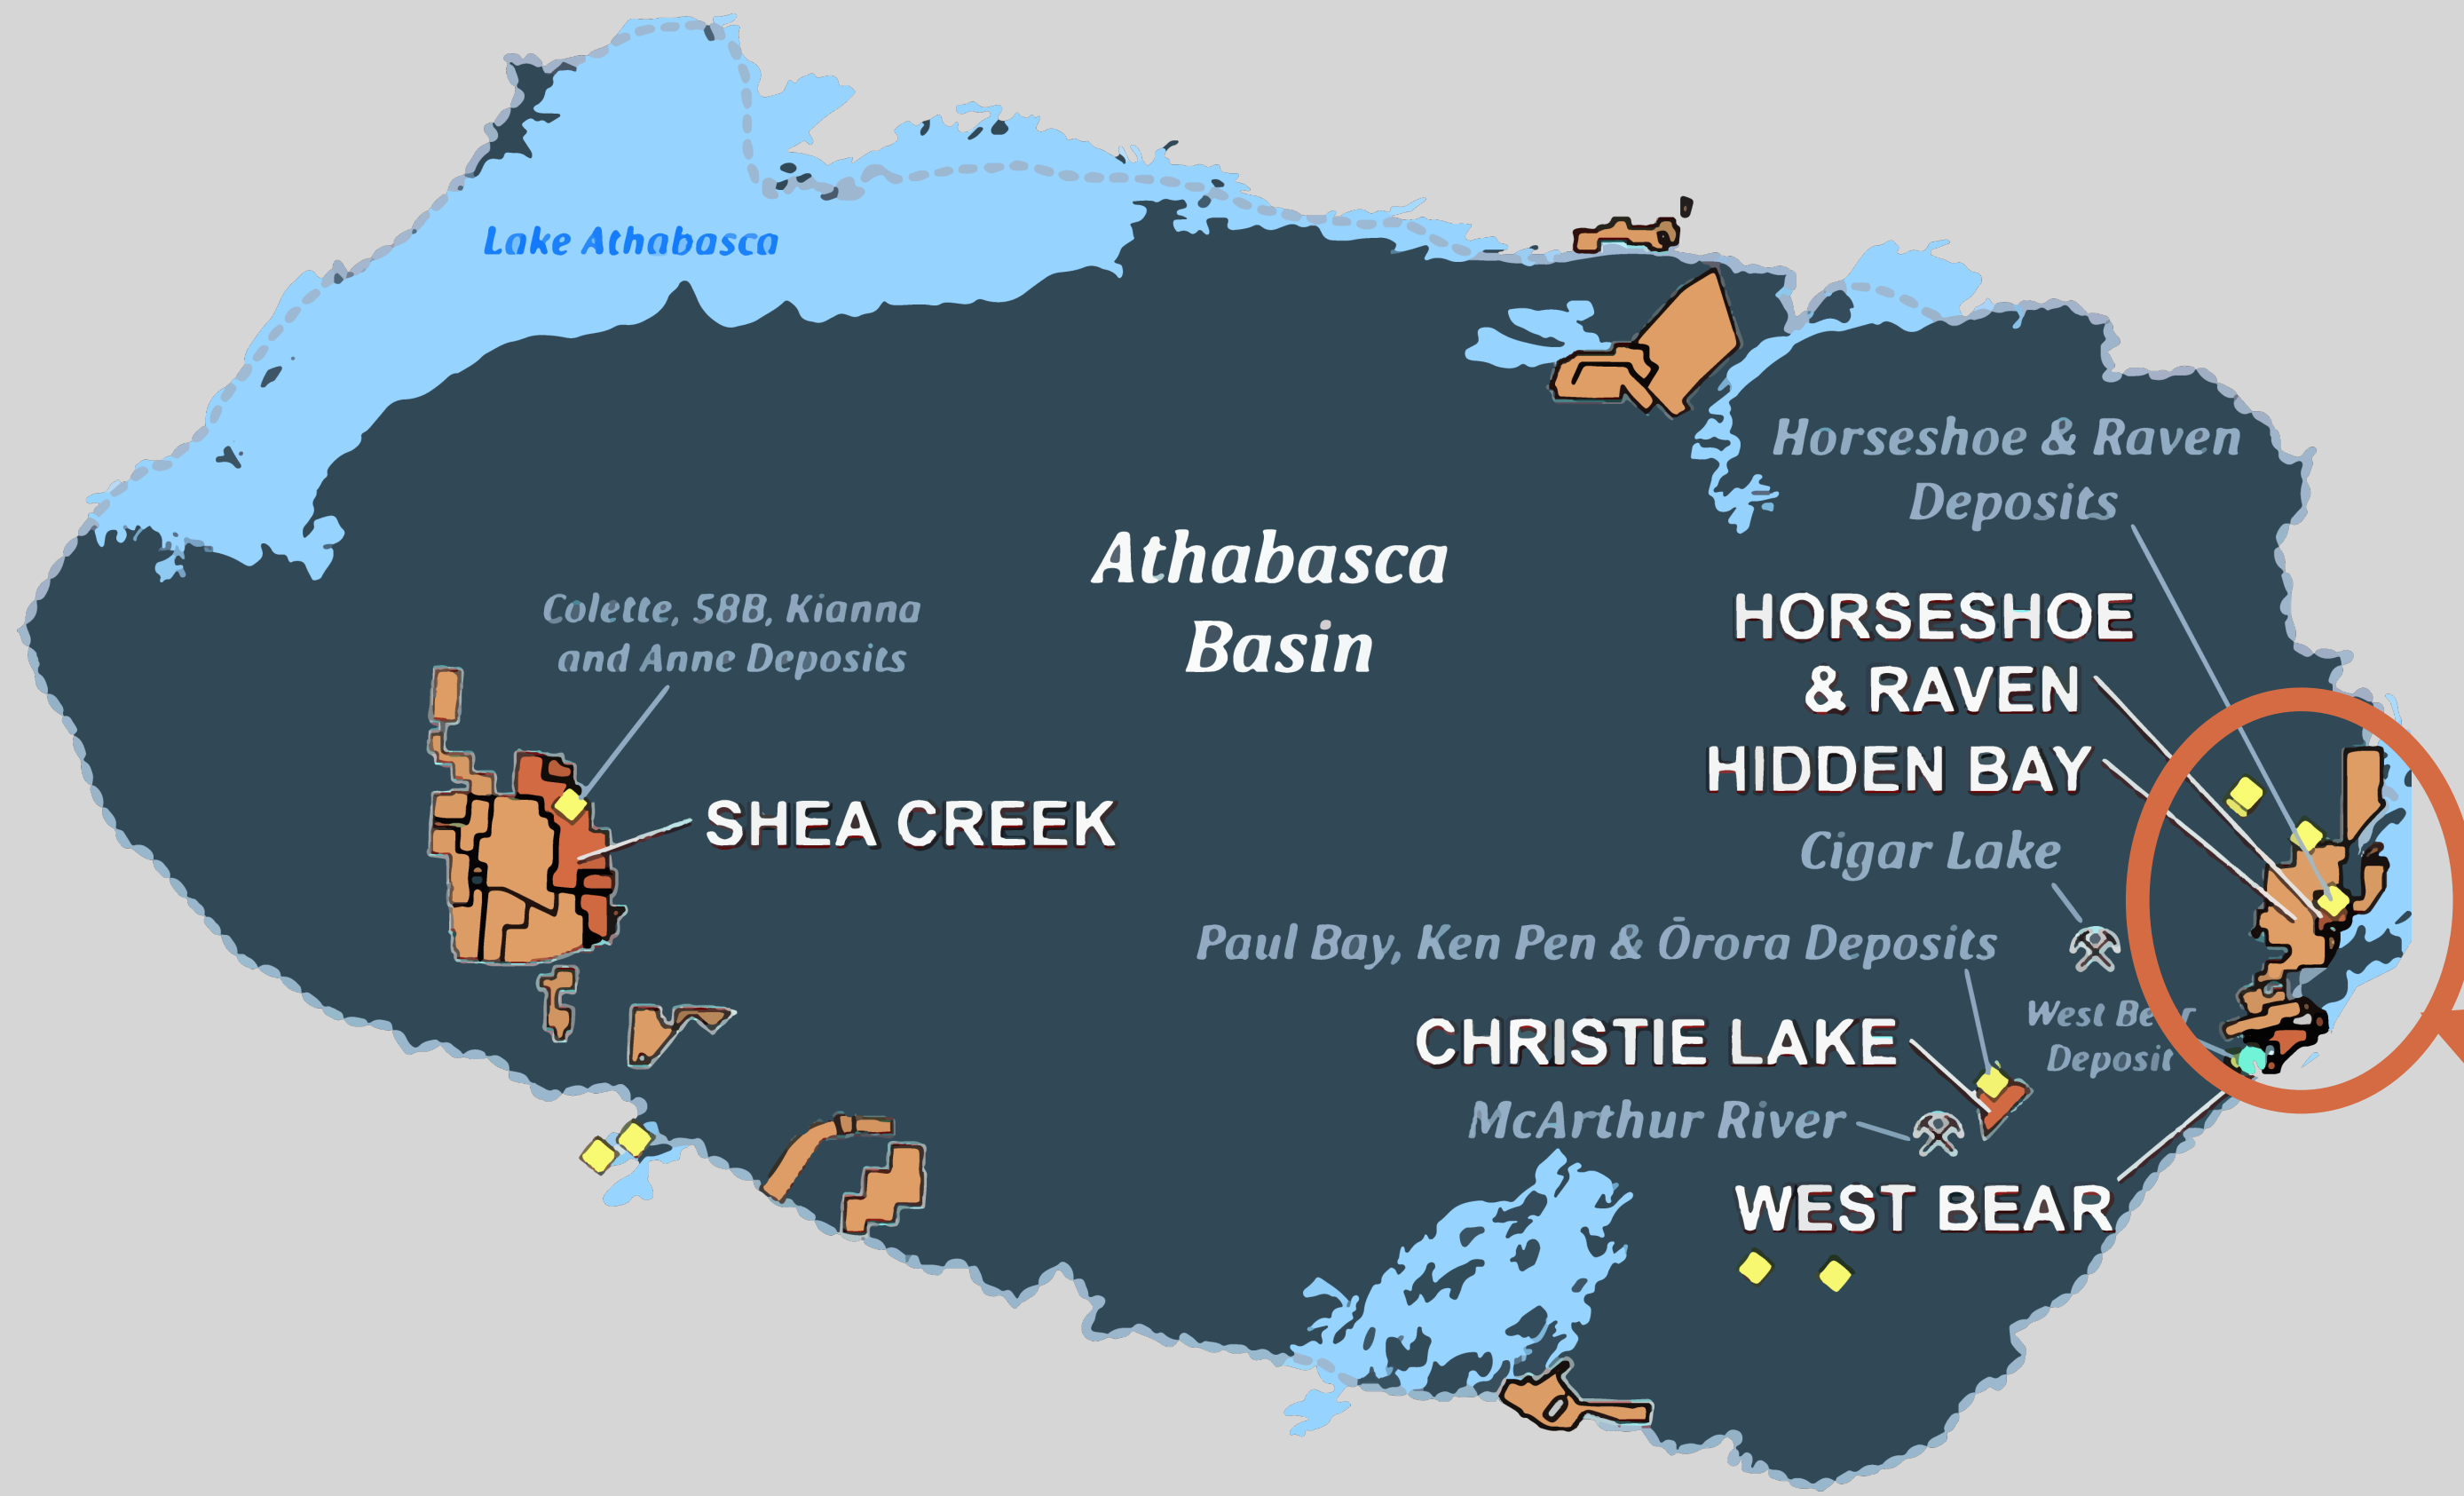 Lake Athabasca
Horseshoe & Raven
Deposits
Athabasca
Basin
Colette, 58B, Kianna
and Anne Deposits
HORSESHOE
& RAVEN
HIDDEN BAY
SHEA CREEK
Cigar Lake
Paul Bay, Ken Pen & Ōrora Deposits
West Bear
Deposit
CHRISTIE LAKE
McArthur River
WEST BEAR